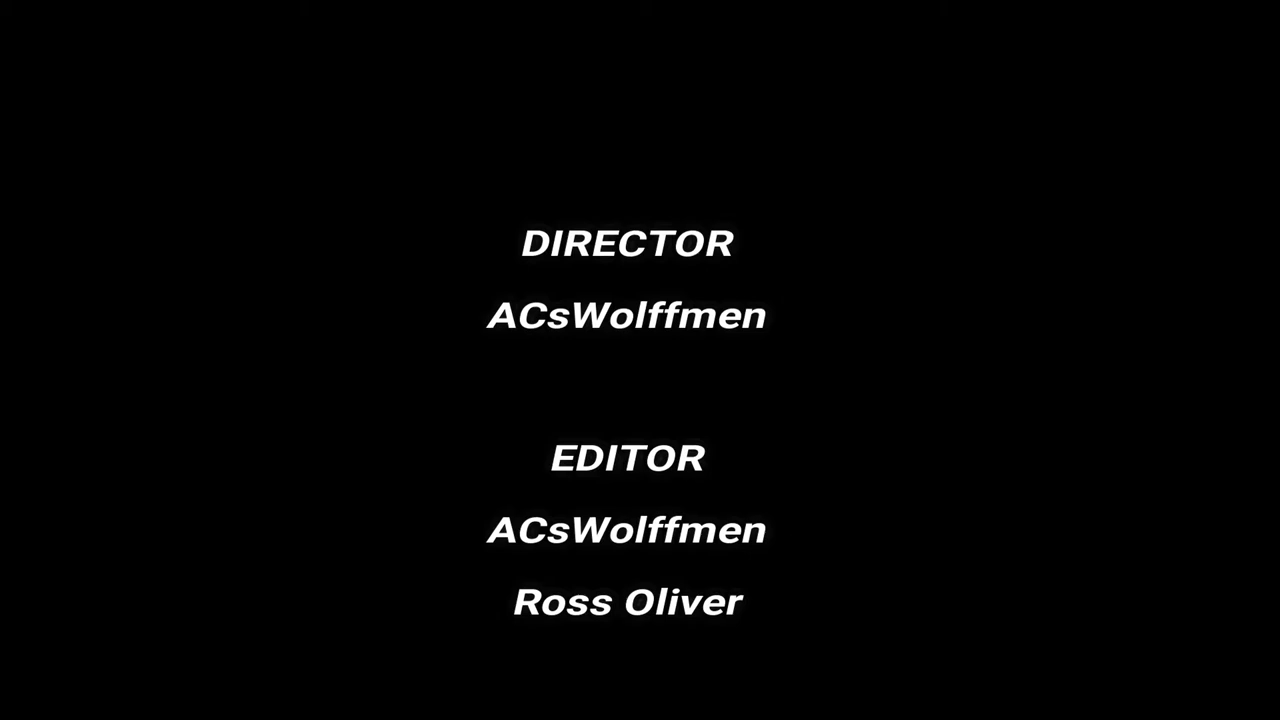 DIRECTOR
ACsWolffmen
EDITOR
ACsWolffmen
Ross Oliver